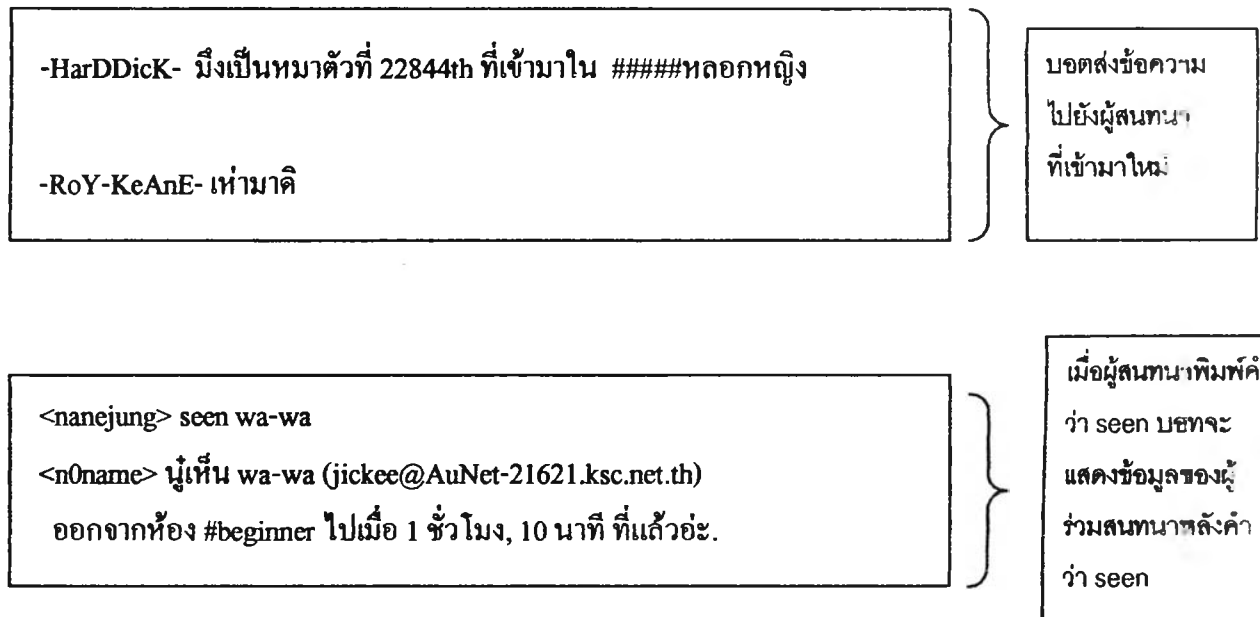 -HarDDicK- มึงเป็นหมาตัวที่ 22844th ที่เข้ามาใน #####หลอกหญิง
-RoY-KeAnE- เห่ามาดิ
บอตส่งข้อความ
ไปยังผู้สนทนา
ที่เข้ามาใหม่
<nanejung> seen wa-wa
<n0name> นู๋เห็น wa-wa (jickee@AuNet-21621.ksc.net.th)
ออกจากห้อง #beginner ไปเมื่อ 1 ชั่วโมง, 10 นาที ที่แล้วอ่ะ.
เมื่อผู้สนทนาพิมพ์คำ
ว่า seen บอทจะ
แสดงข้อมูลของผู้
ร่วมสนทนาหลังคำ
ว่า seen